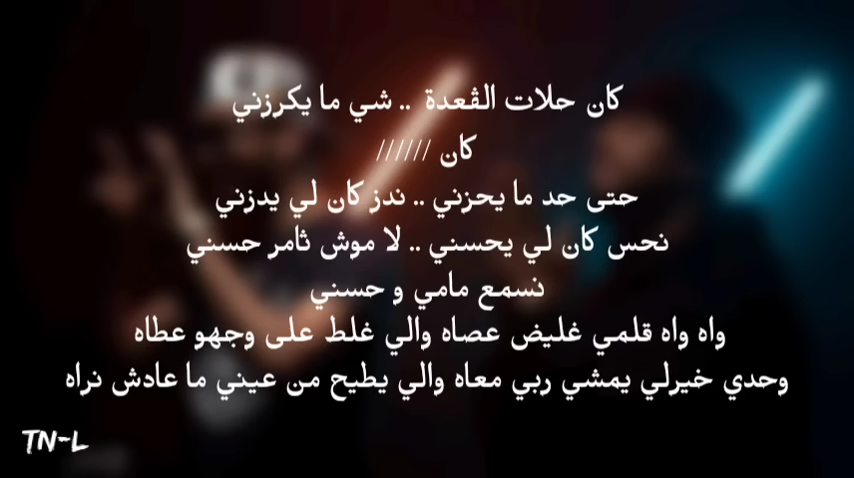 كان حلات الڨعدة .. شي ما يكرزني
كان //////
حتى حد ما يحزني .. ندز كان لي يدزني
نحس كان لي يحسني .. لا موش ثامر حسني
نسمع مامي و حسني
واه واه قلمي غليض عصاه والي غلط على وجهو عطاه
وحدي خيرلي يمشي ربي معاه والي يطيح من عيني ما عادش نراه
TN-L